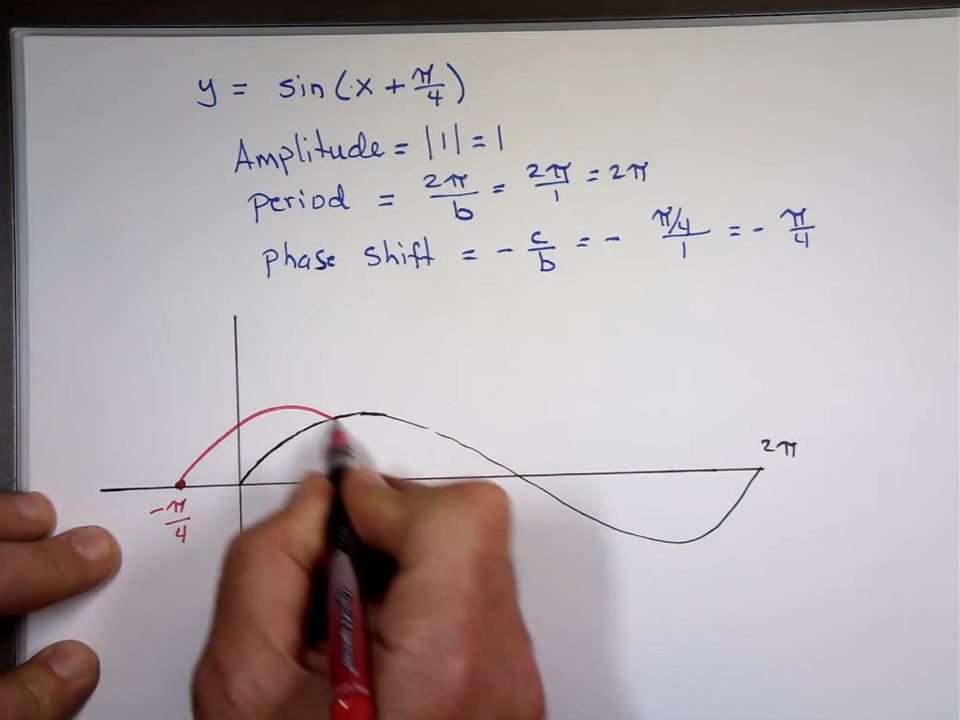 y = sin(x + π/4)
Amplitude = |1| = 1
period = 2π/b = 2π/1 = 2π
phase shift = - c/b = - π/4/1 = - π/4
2π
-π/4